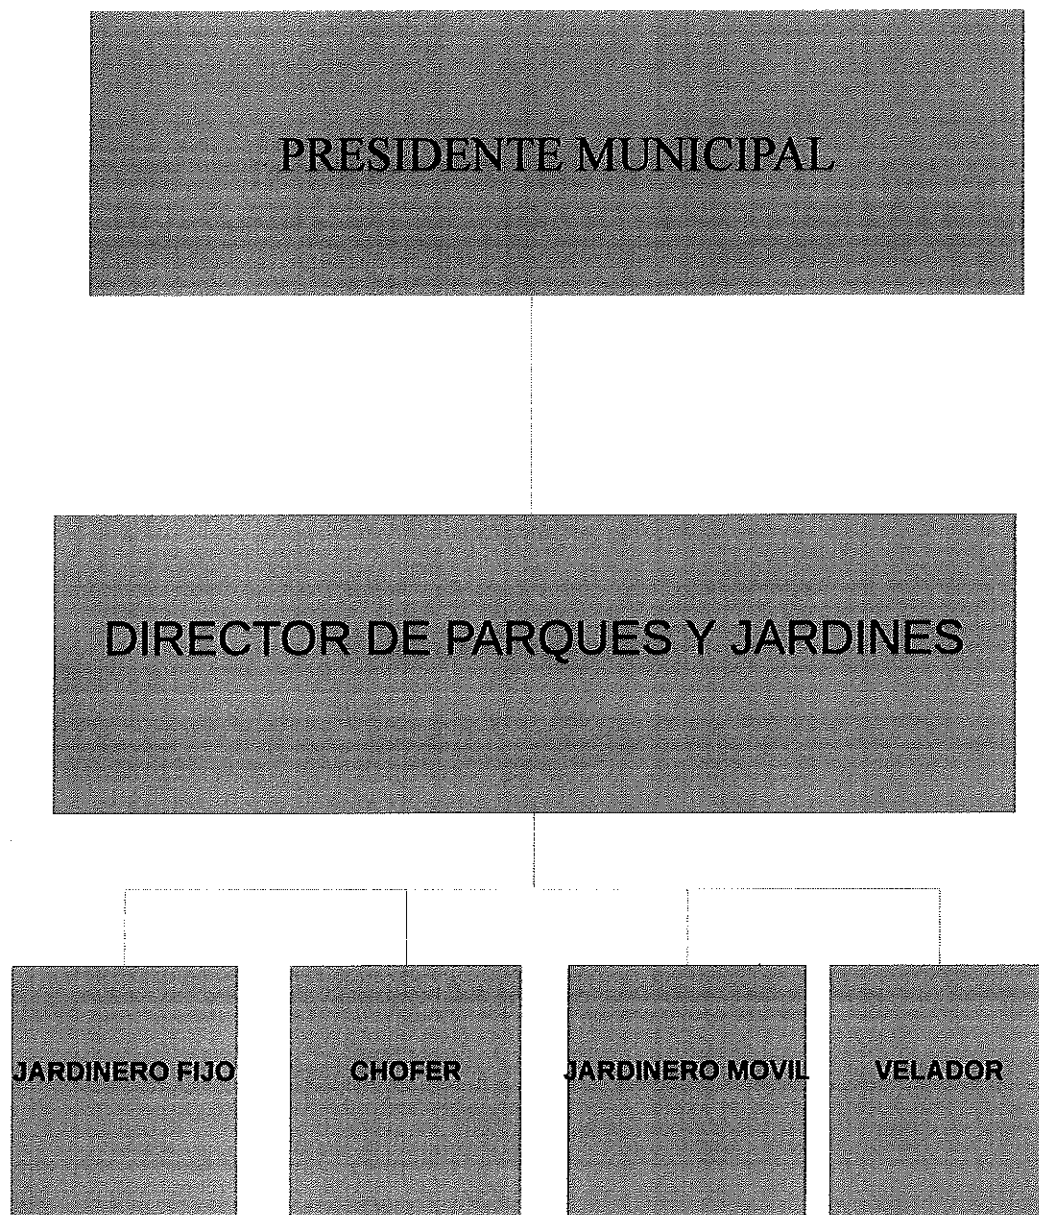 PRESIDENTE MUNICIPAL
DIRECTOR DE PARQUES Y JARDINES
JARDINERO FIJO
CHOFER
JARDINERO MOVIL
VELADOR